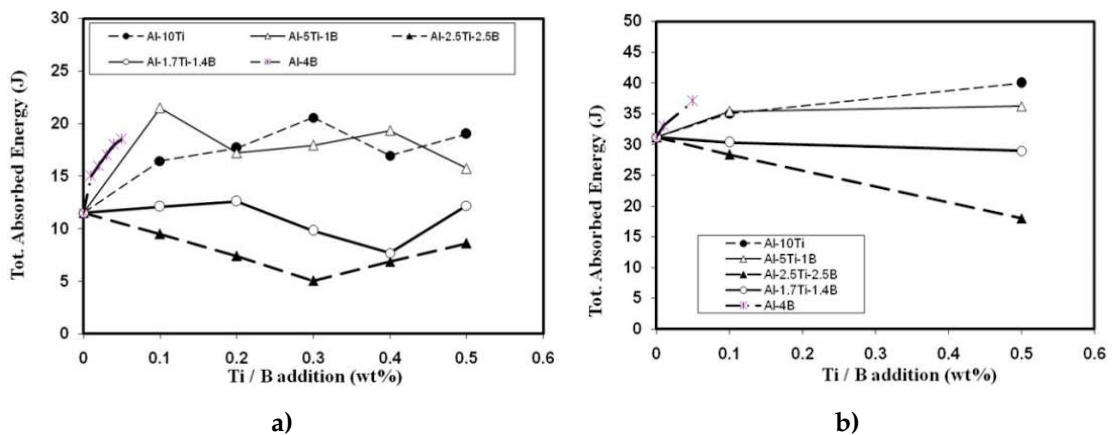 30
25
20
15
10
5
0
Tot. Absorbed Energy (J)
Al-10Ti Al-5Ti-1B Al-2.5Ti-2.5B
Al-1.7Ti-1.4B Al-4B
0 0.1 0.2 0.3 0.4 0.5 0.6
Ti / B addition (wt%)
a)
50
45
40
35
30
25
20
15
10
5
0
Tot. Absorbed Energy (J)
Al-10Ti
Al-5Ti-1B
Al-2.5Ti-2.5B
Al-1.7Ti-1.4B
Al-4B
0 0.1 0.2 0.3 0.4 0.5 0.6
Ti / B addition (wt%)
b)